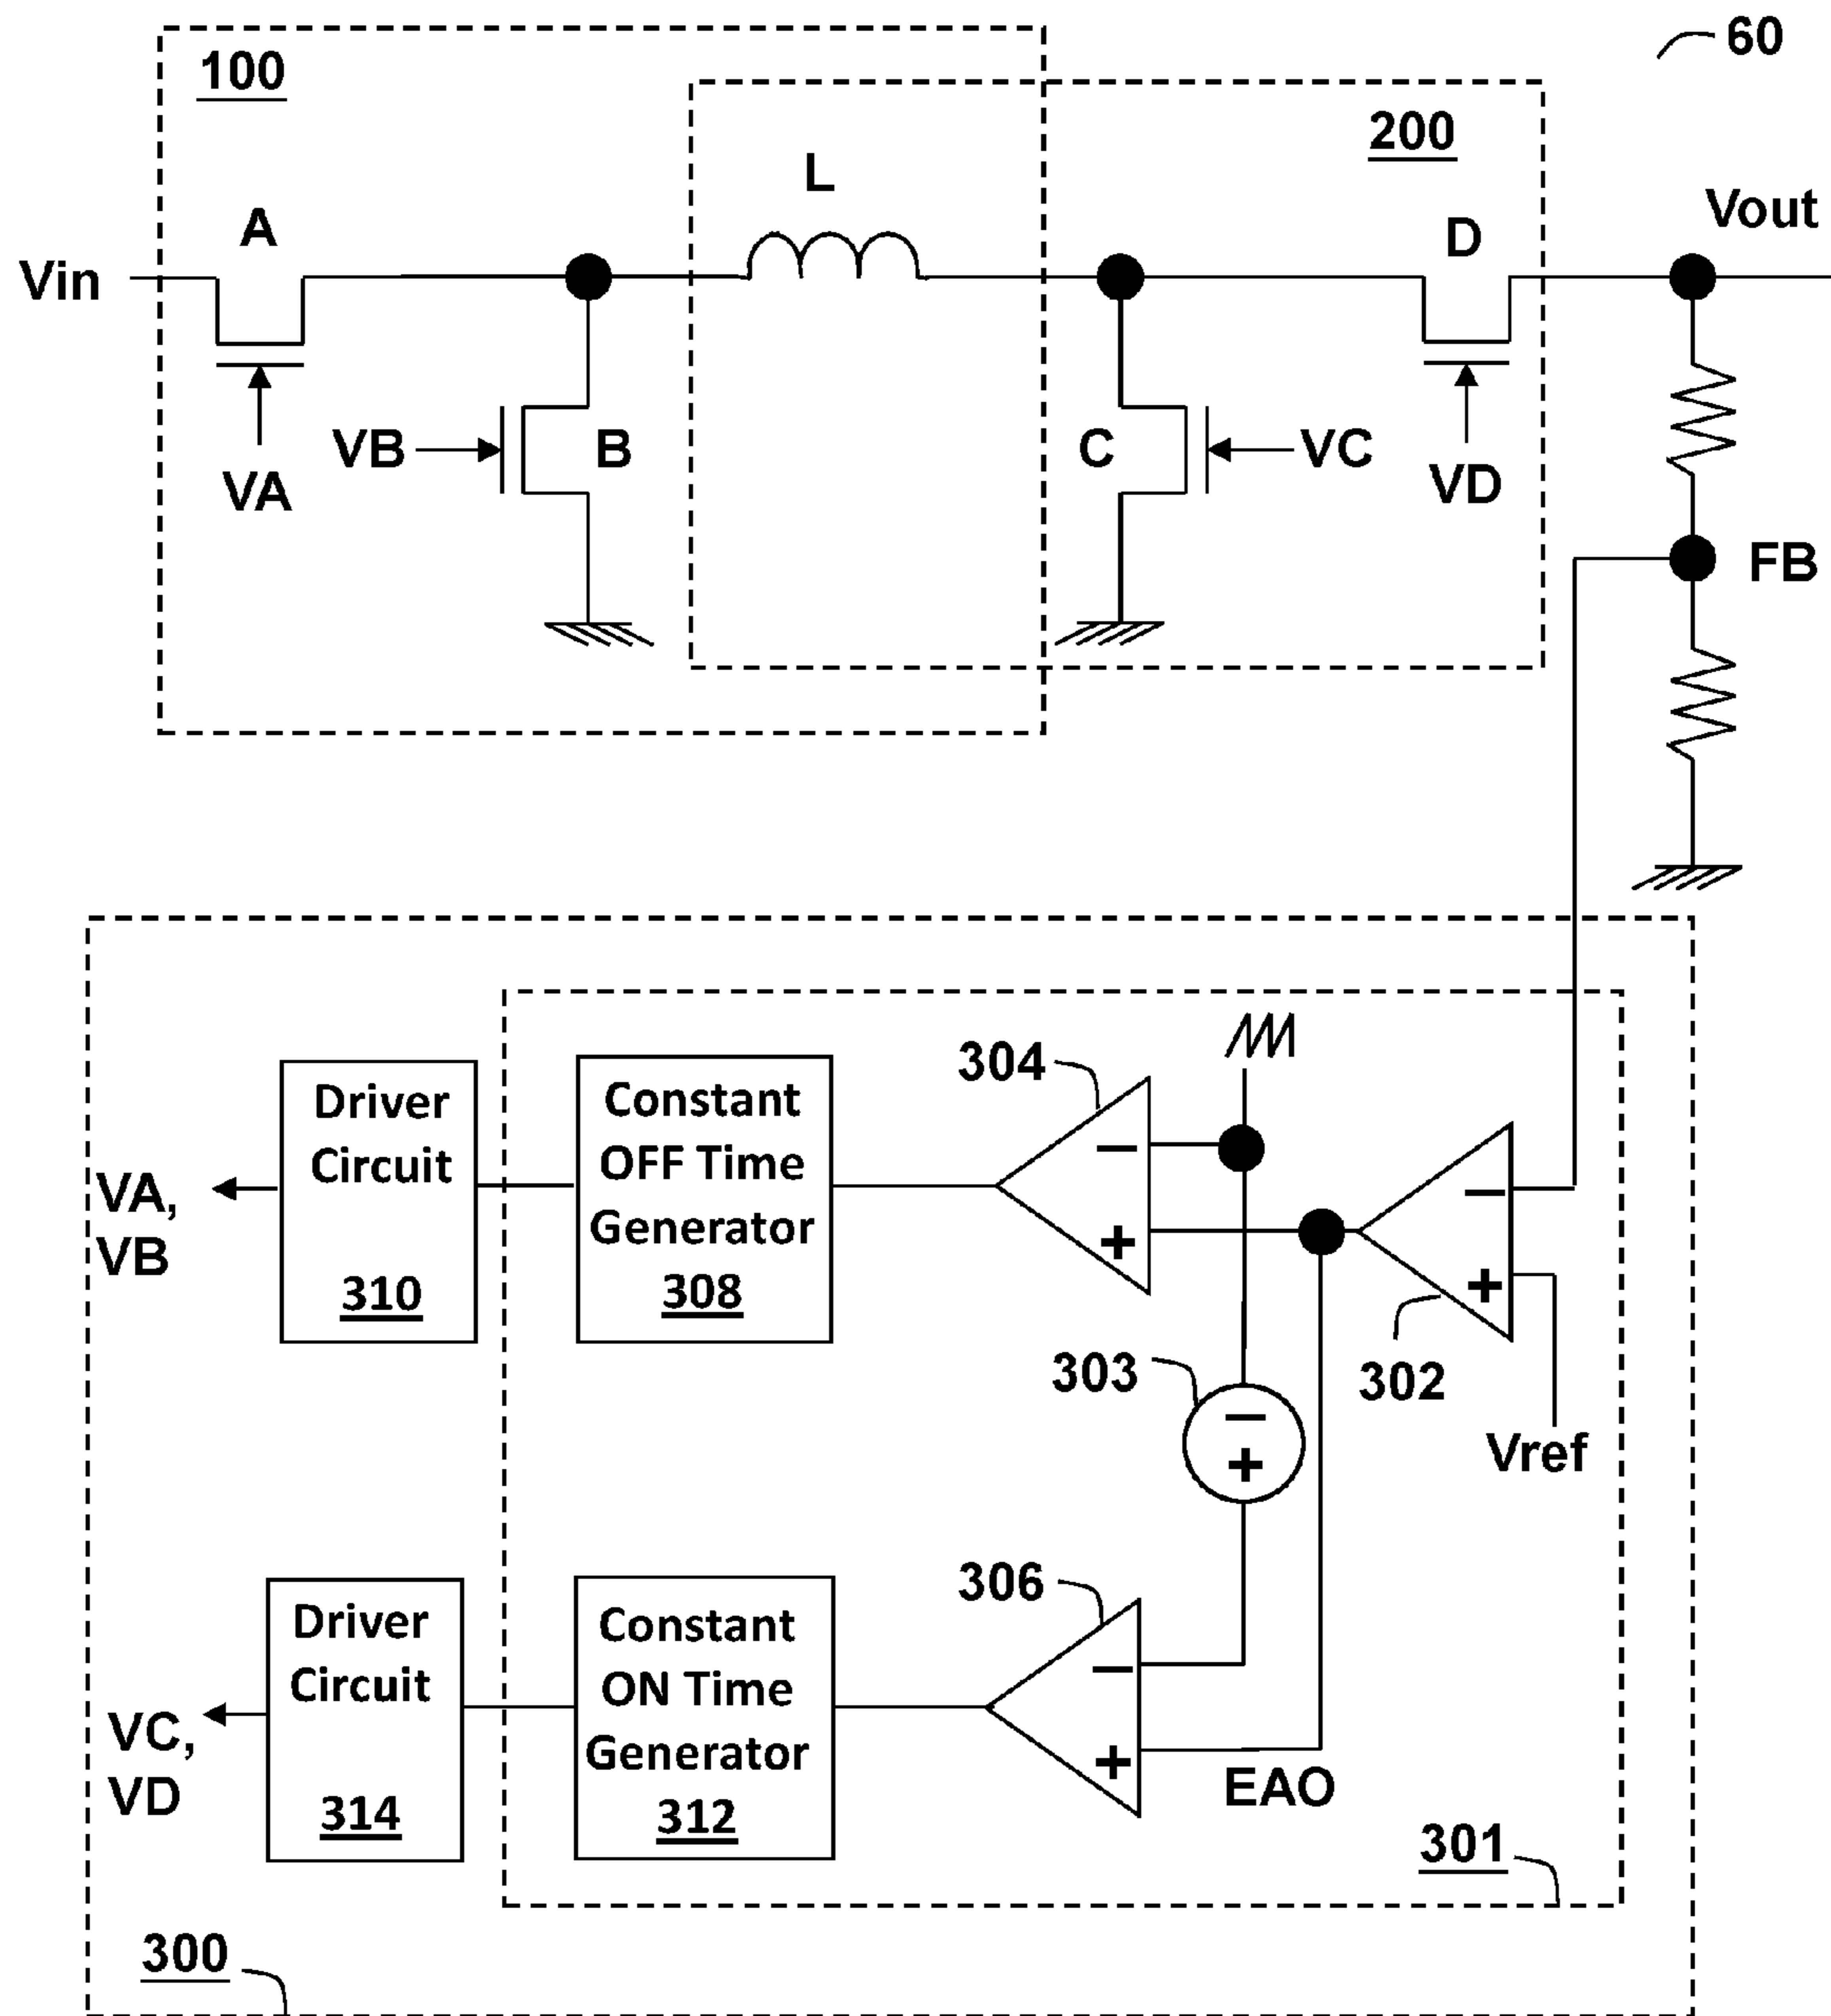 60
100
200
L
A
D
Vout
Vin
VB
B
C
VC
VA
VD
FB
304
Driver
Circuit
310
Constant
OFF Time
Generator
308
−
+
−
+
VA,
VB
303
−
+
302
Vref
306
Driver
Circuit
314
Constant
ON Time
Generator
312
−
+
VC,
VD
EAO
301
300